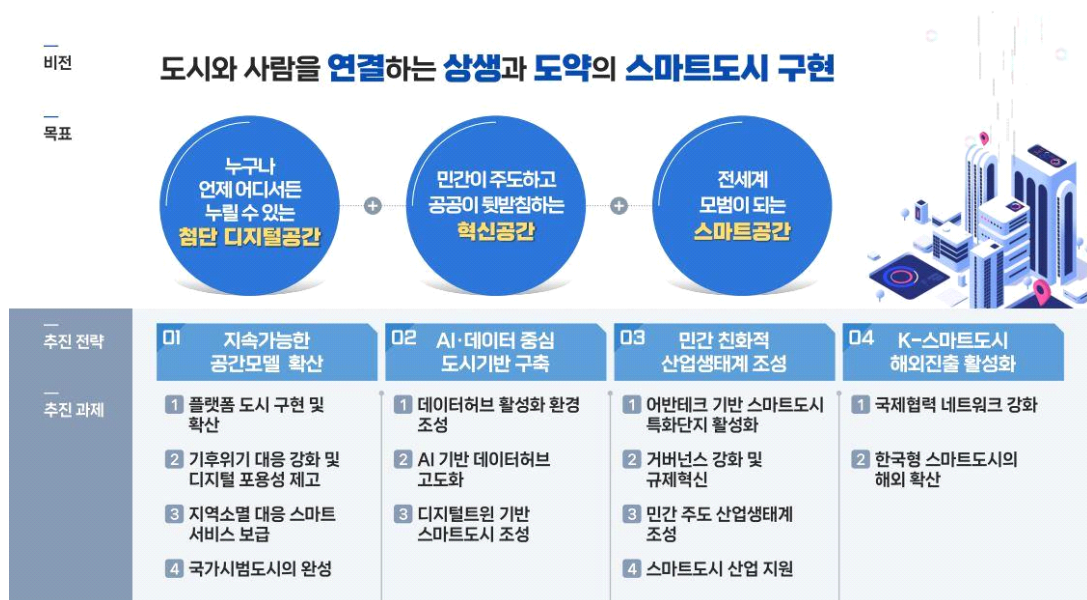 비전
도시와 사람을 연결하는 상생과 도약의 스마트도시 구현
목표
누구나
언제 어디서든
누릴 수 있는
첨단 디지털공간
민간이 주도하고
공공이 뒷받침하는
혁신공간
전세계
모범이 되는
스마트공간
추진 전략
01 지속가능한
공간모델 확산
02 AI·데이터 중심
도시기반 구축
03 민간 친화적
산업생태계 조성
04 K-스마트도시
해외진출 활성화
추진 과제
1 플랫폼 도시 구현 및
확산
2 기후위기 대응 강화 및
디지털 포용성 제고
3 지역소멸 대응 스마트
서비스 보급
4 국가시범도시의 완성
1 데이터허브 활성화 환경
조성
2 AI 기반 데이터허브
고도화
3 디지털트윈 기반
스마트도시 조성
1 어반테크 기반 스마트도시
특화단지 활성화
2 거버넌스 강화 및
규제혁신
3 민간 주도 산업생태계
조성
4 스마트도시 산업 지원
1 국제협력 네트워크 강화
2 한국형 스마트도시의
해외 확산